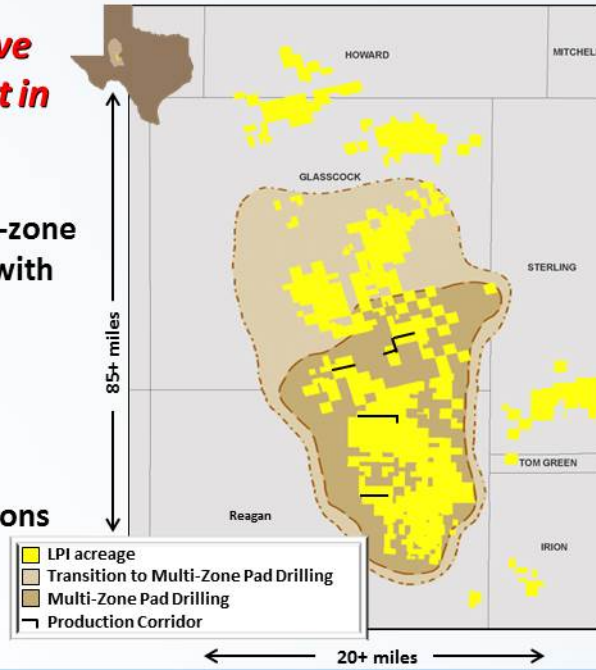 ve
t in
-zone
with
ons
HOWARD
MITCHEL
GLASSCOCK
STERLING
85+ miles
TOM GREEN
Reagan
IRION
LPI acreage
Transition to Multi-Zone Pad Drilling
Multi-Zone Pad Drilling
Production Corridor
20+ miles